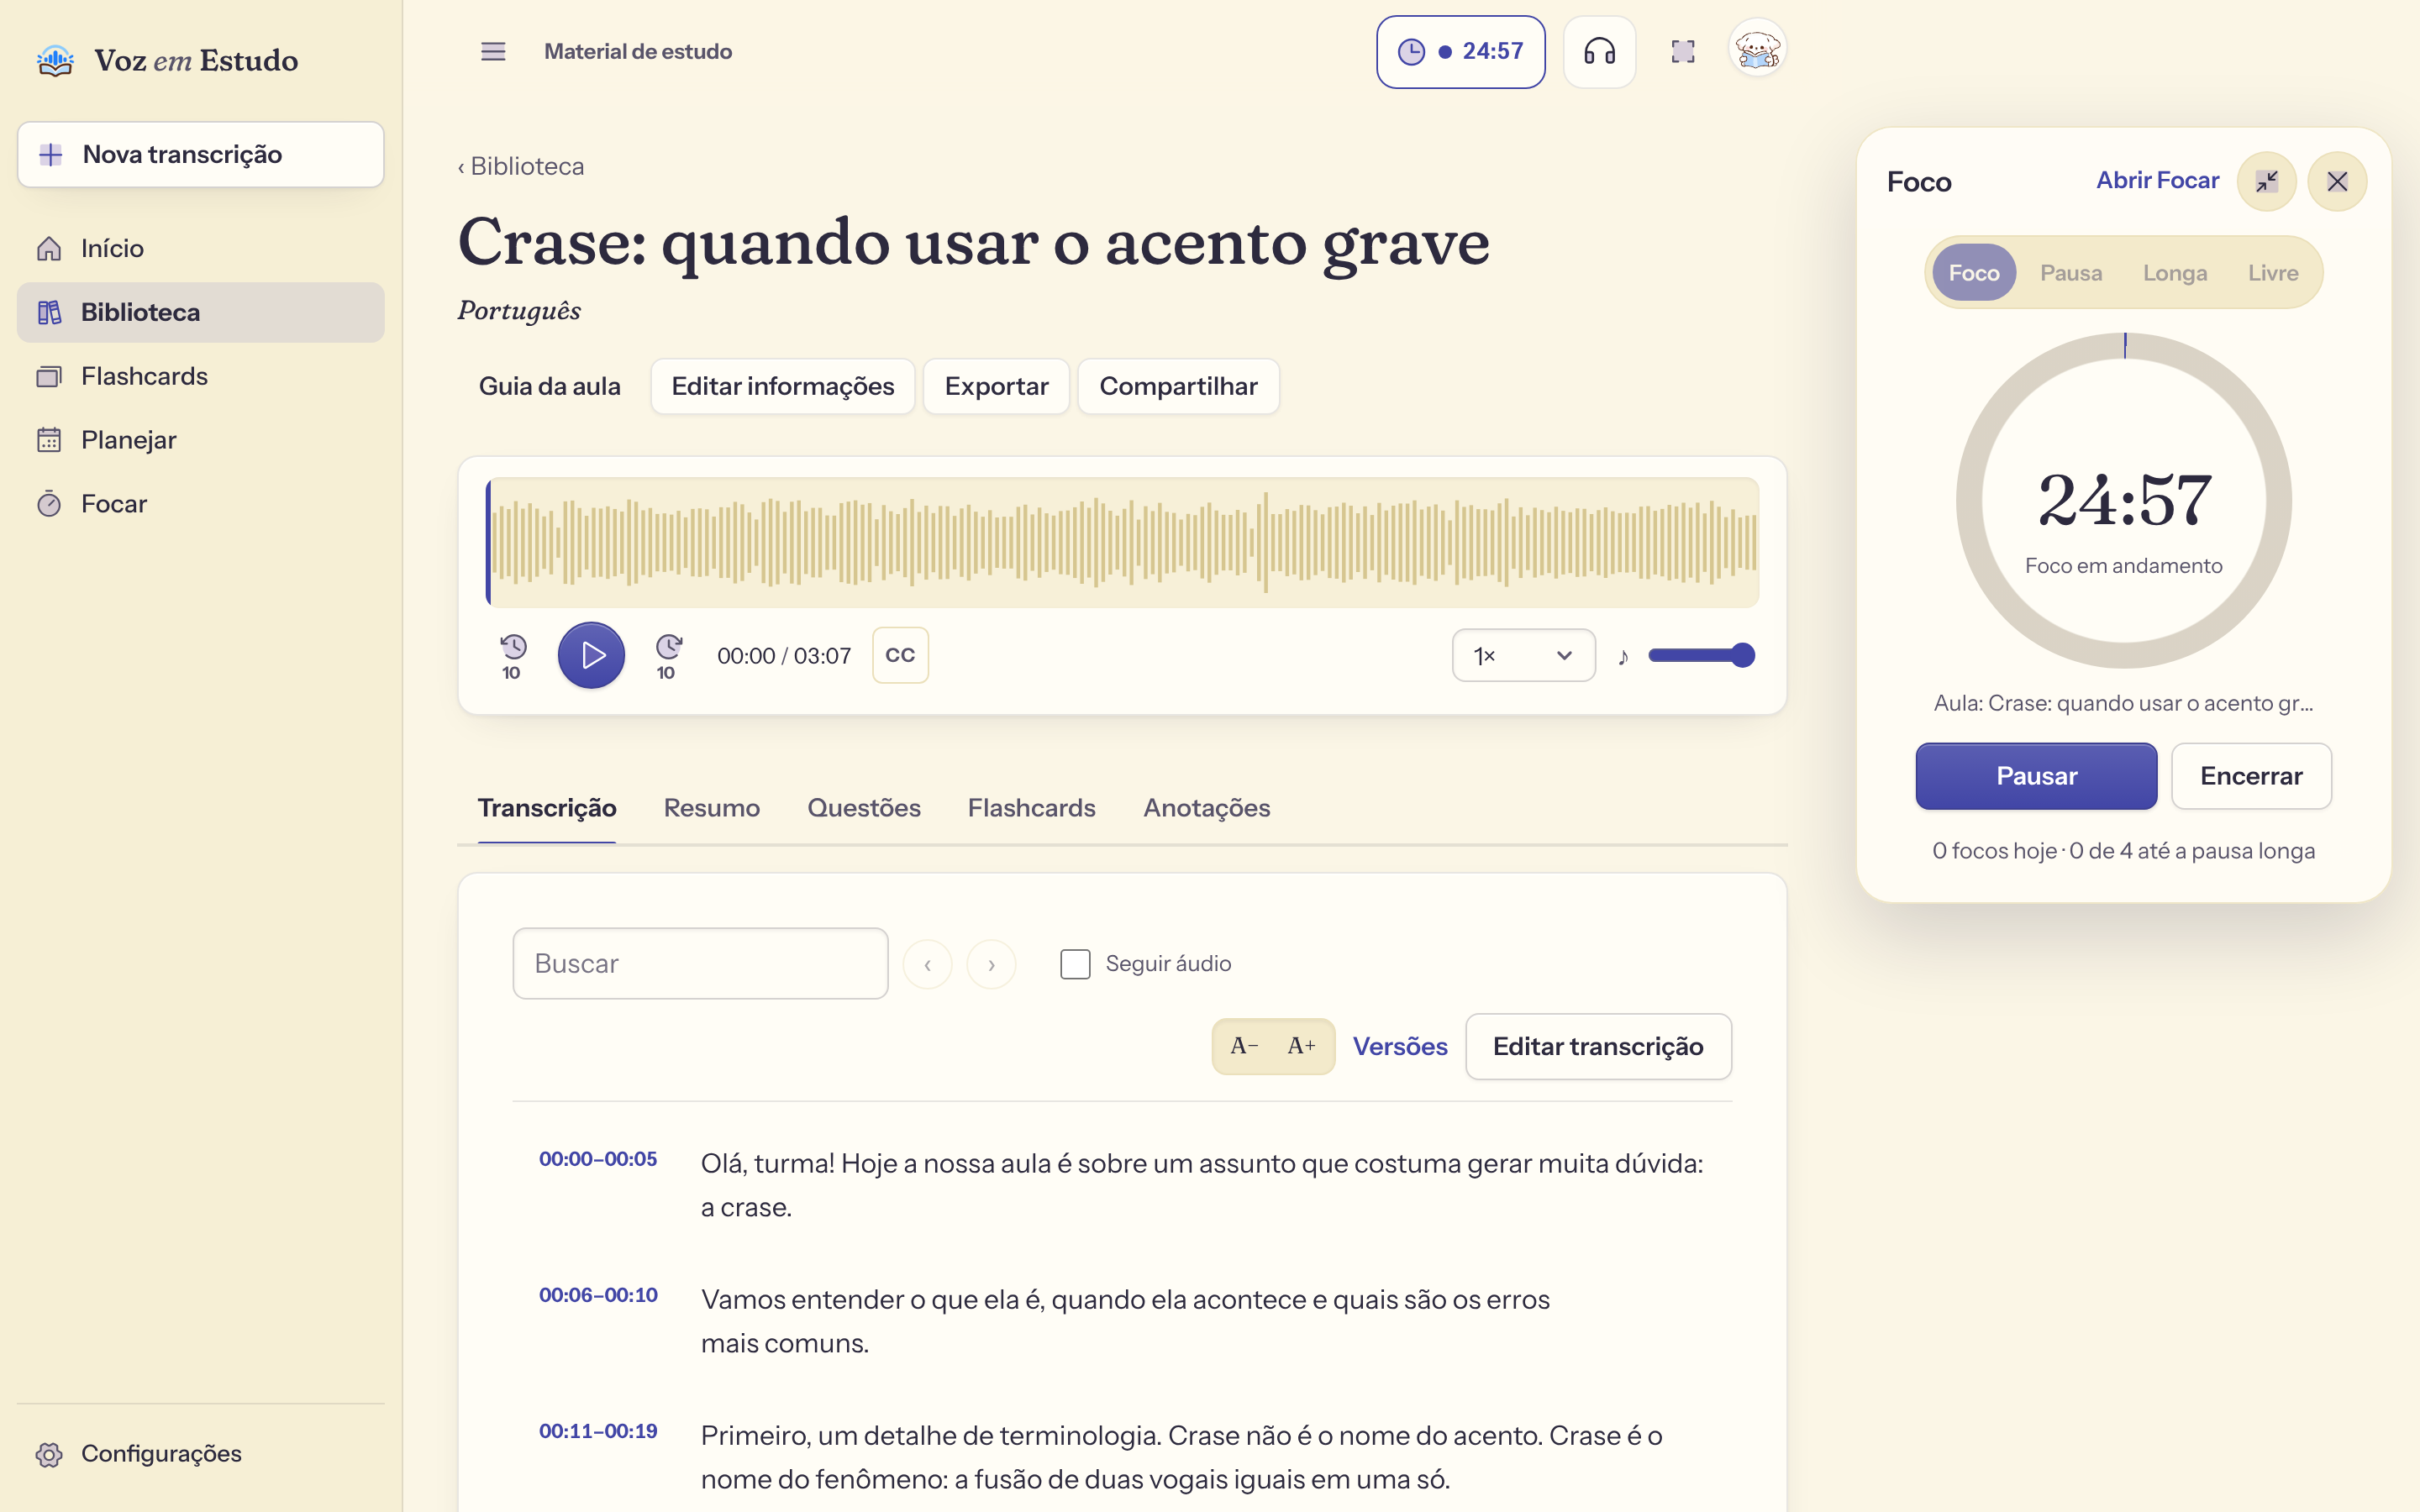 Voz em Estudo
Nova transcrição
Início
Biblioteca
Flashcards
Planejar
Focar
Configurações
Material de estudo
24:57
‹ Biblioteca
Crase: quando usar o acento grave
Português
Guia da aula
Editar informações
Exportar
Compartilhar
10
10
00:00 / 03:07
CC
1×
Transcrição
Resumo
Questões
Flashcards
Anotações
Buscar
Seguir áudio
A−
A+
Versões
Editar transcrição
00:00–00:05
Olá, turma! Hoje a nossa aula é sobre um assunto que costuma gerar muita dúvida:
a crase.
00:06–00:10
Vamos entender o que ela é, quando ela acontece e quais são os erros
mais comuns.
00:11–00:19
Primeiro, um detalhe de terminologia. Crase não é o nome do acento. Crase é o
nome do fenômeno: a fusão de duas vogais iguais em uma só.
Foco
Abrir Focar
Foco
Pausa
Longa
Livre
24:57
Foco em andamento
Aula: Crase: quando usar o acento gr...
Pausar
Encerrar
0 focos hoje · 0 de 4 até a pausa longa